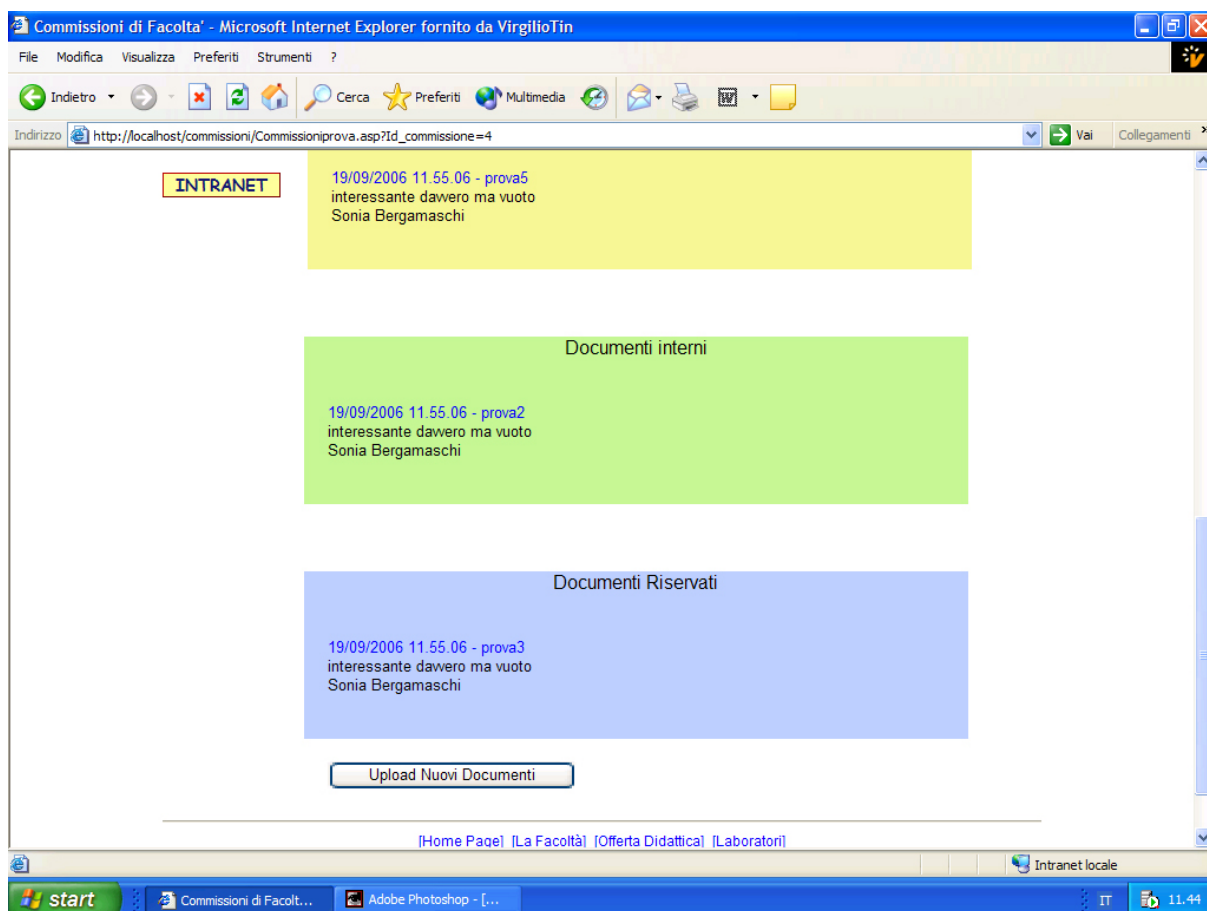 Commissioni di Facolta' - Microsoft Internet Explorer fornito da VirgilioTin
File Modifica Visualizza Preferiti Strumenti ?
Indietro Cerca Preferiti Multimedia
Indirizzo http://localhost/commissioni/Commissioniprova.asp?Id_commissione=4 Vai Collegamenti »
INTRANET
19/09/2006 11.55.06 - prova5
interessante davvero ma vuoto
Sonia Bergamaschi
Documenti interni
19/09/2006 11.55.06 - prova2
interessante davvero ma vuoto
Sonia Bergamaschi
Documenti Riservati
19/09/2006 11.55.06 - prova3
interessante davvero ma vuoto
Sonia Bergamaschi
Upload Nuovi Documenti
[Home Page] [La Facoltà] [Offerta Didattica] [Laboratori]
Intranet locale
start Commissioni di Facolt... Adobe Photoshop - [... IT 11.44